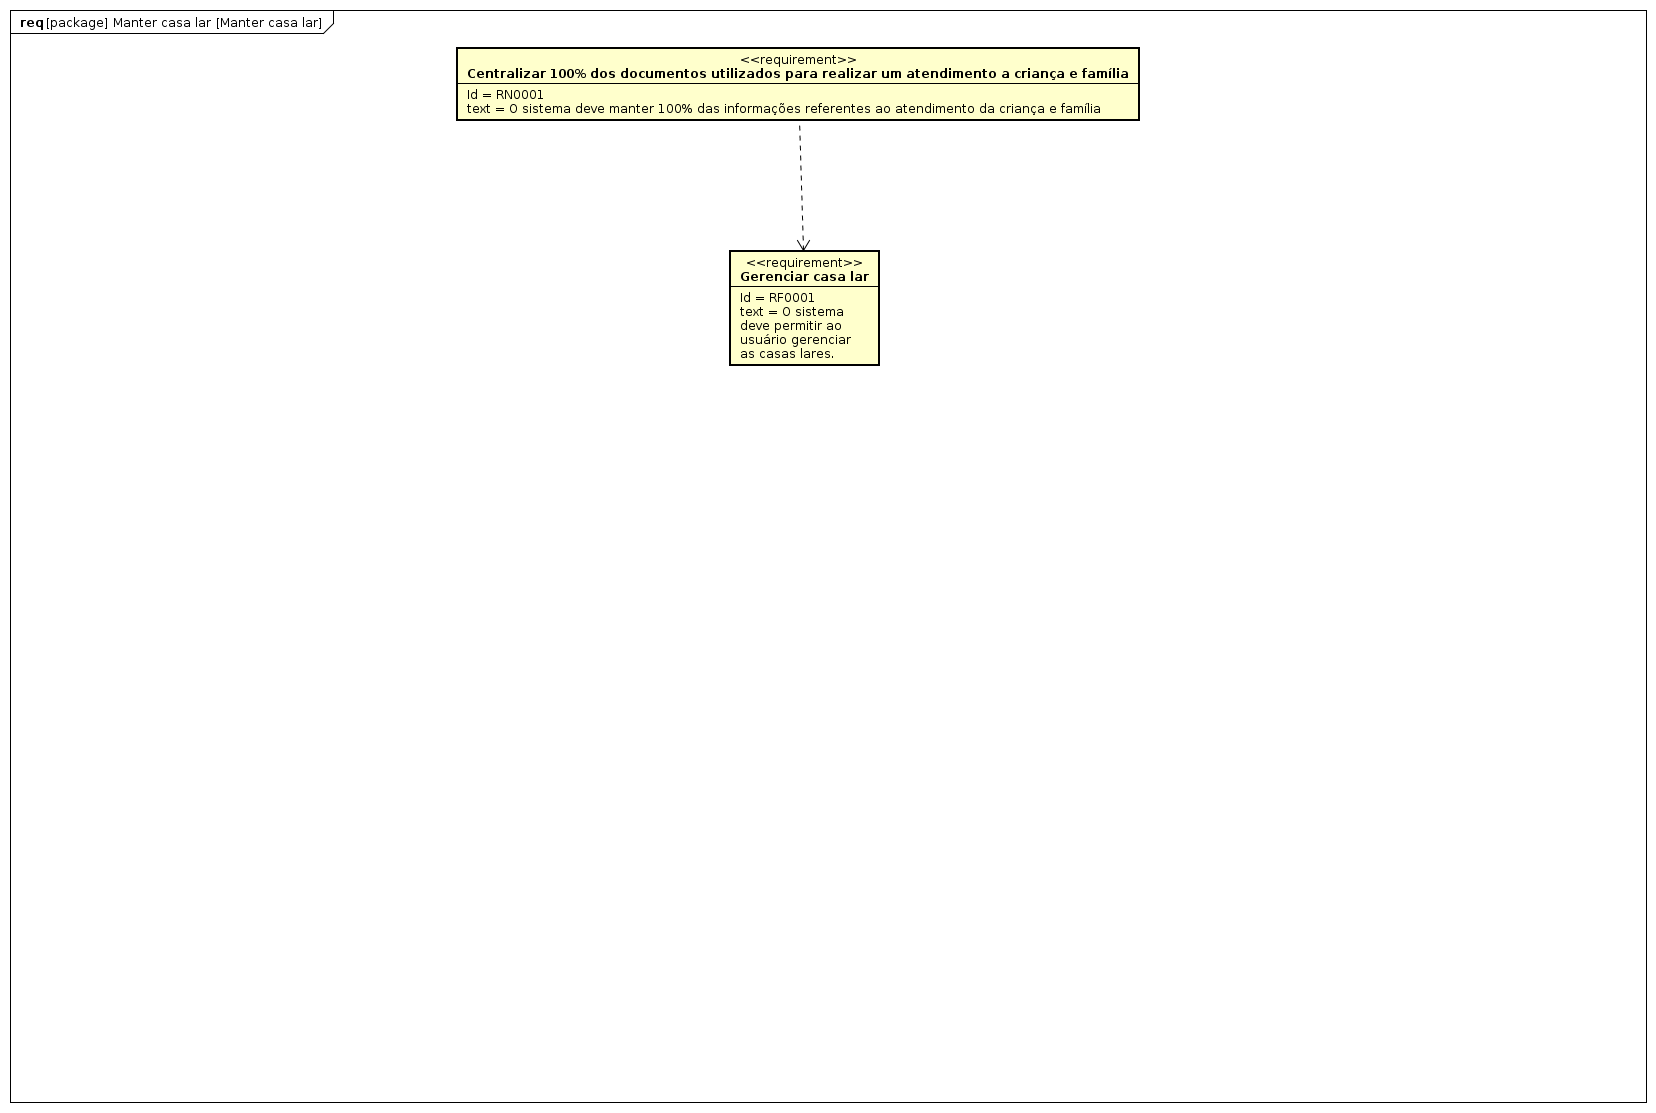 req [package] Manter casa lar [Manter casa lar]
<<requirement>>
Centralizar 100% dos documentos utilizados para realizar um atendimento a criança e família
Id = RN0001
text = O sistema deve manter 100% das informações referentes ao atendimento da criança e família
<<requirement>>
Gerenciar casa lar
Id = RF0001
text = O sistema
deve permitir ao
usuário gerenciar
as casas lares.